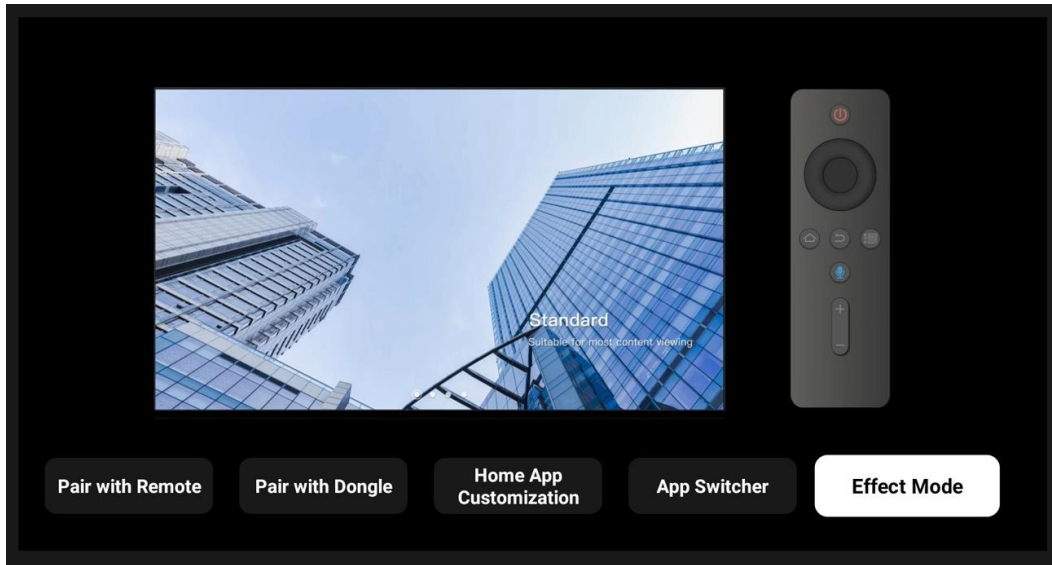 Standard
Suitable for most content viewing
+
−
Pair with Remote
Pair with Dongle
Home App
Customization
App Switcher
Effect Mode